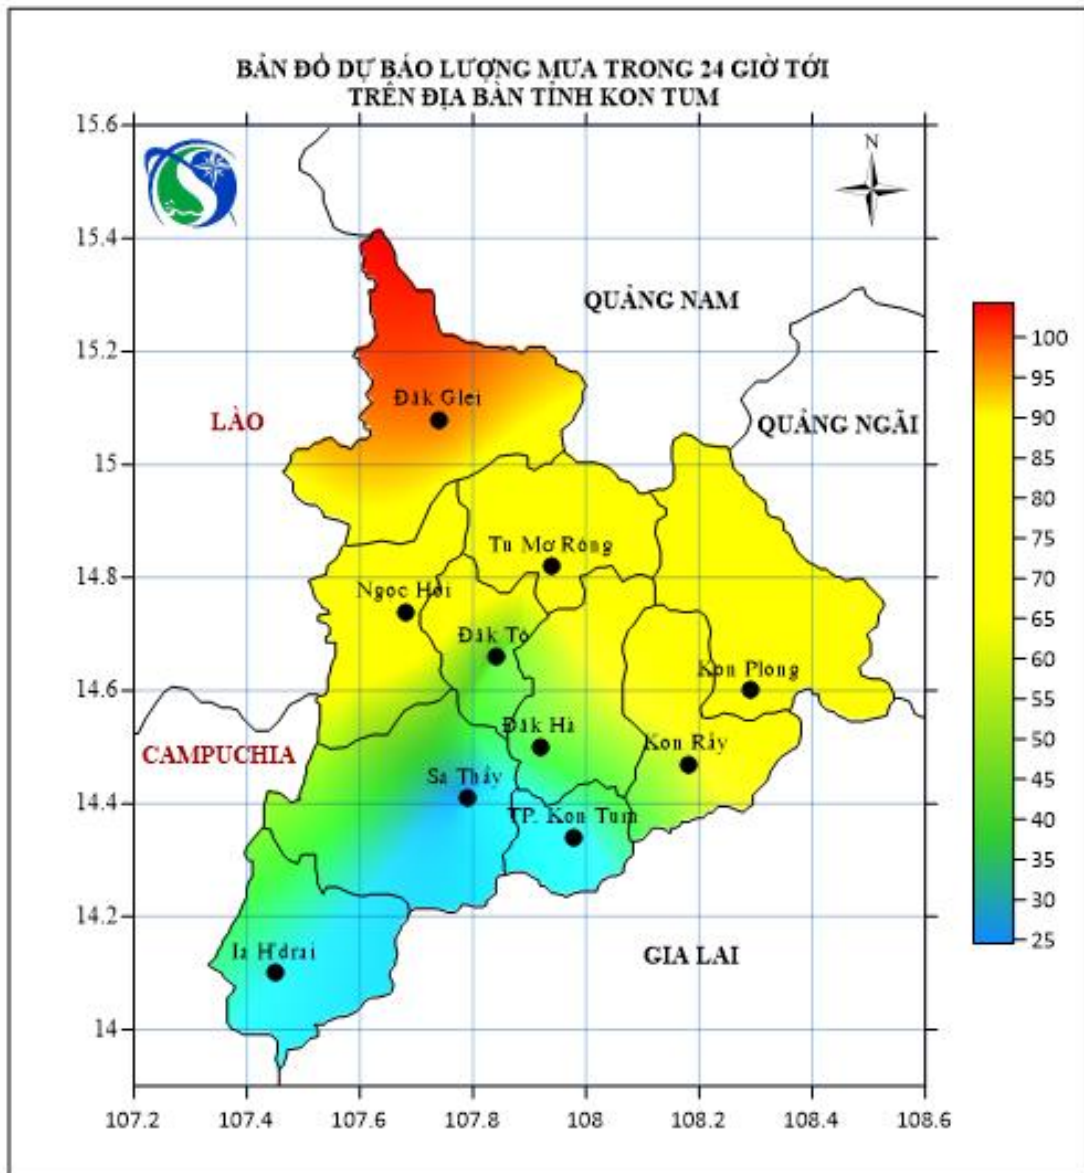 BẢN ĐỒ DỰ BÁO LƯỢNG MƯA TRONG 24 GIỜ TỚI
TRÊN ĐỊA BÀN TỈNH KON TUM
N
15.6
15.4
15.2
15
14.8
14.6
14.4
14.2
14
QUẢNG NAM
QUẢNG NGÃI
LÀO
CAMPUCHIA
GIA LAI
Đăk Glei
Tu Mơ Rông
Ngọc Hồi
Đăk Tô
Kon Plong
Đăk Hà
Kon Rẫy
Sa Thầy
TP. Kon Tum
Ia H'drai
100
95
90
85
80
75
70
65
60
55
50
45
40
35
30
25
107.2
107.4
107.6
107.8
108
108.2
108.4
108.6